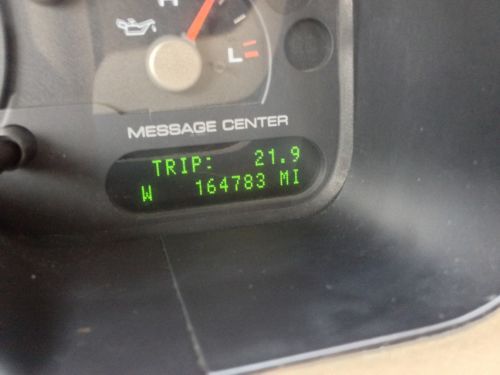 H
L
MESSAGE CENTER
TRIP: 21.9
W 164783 MI